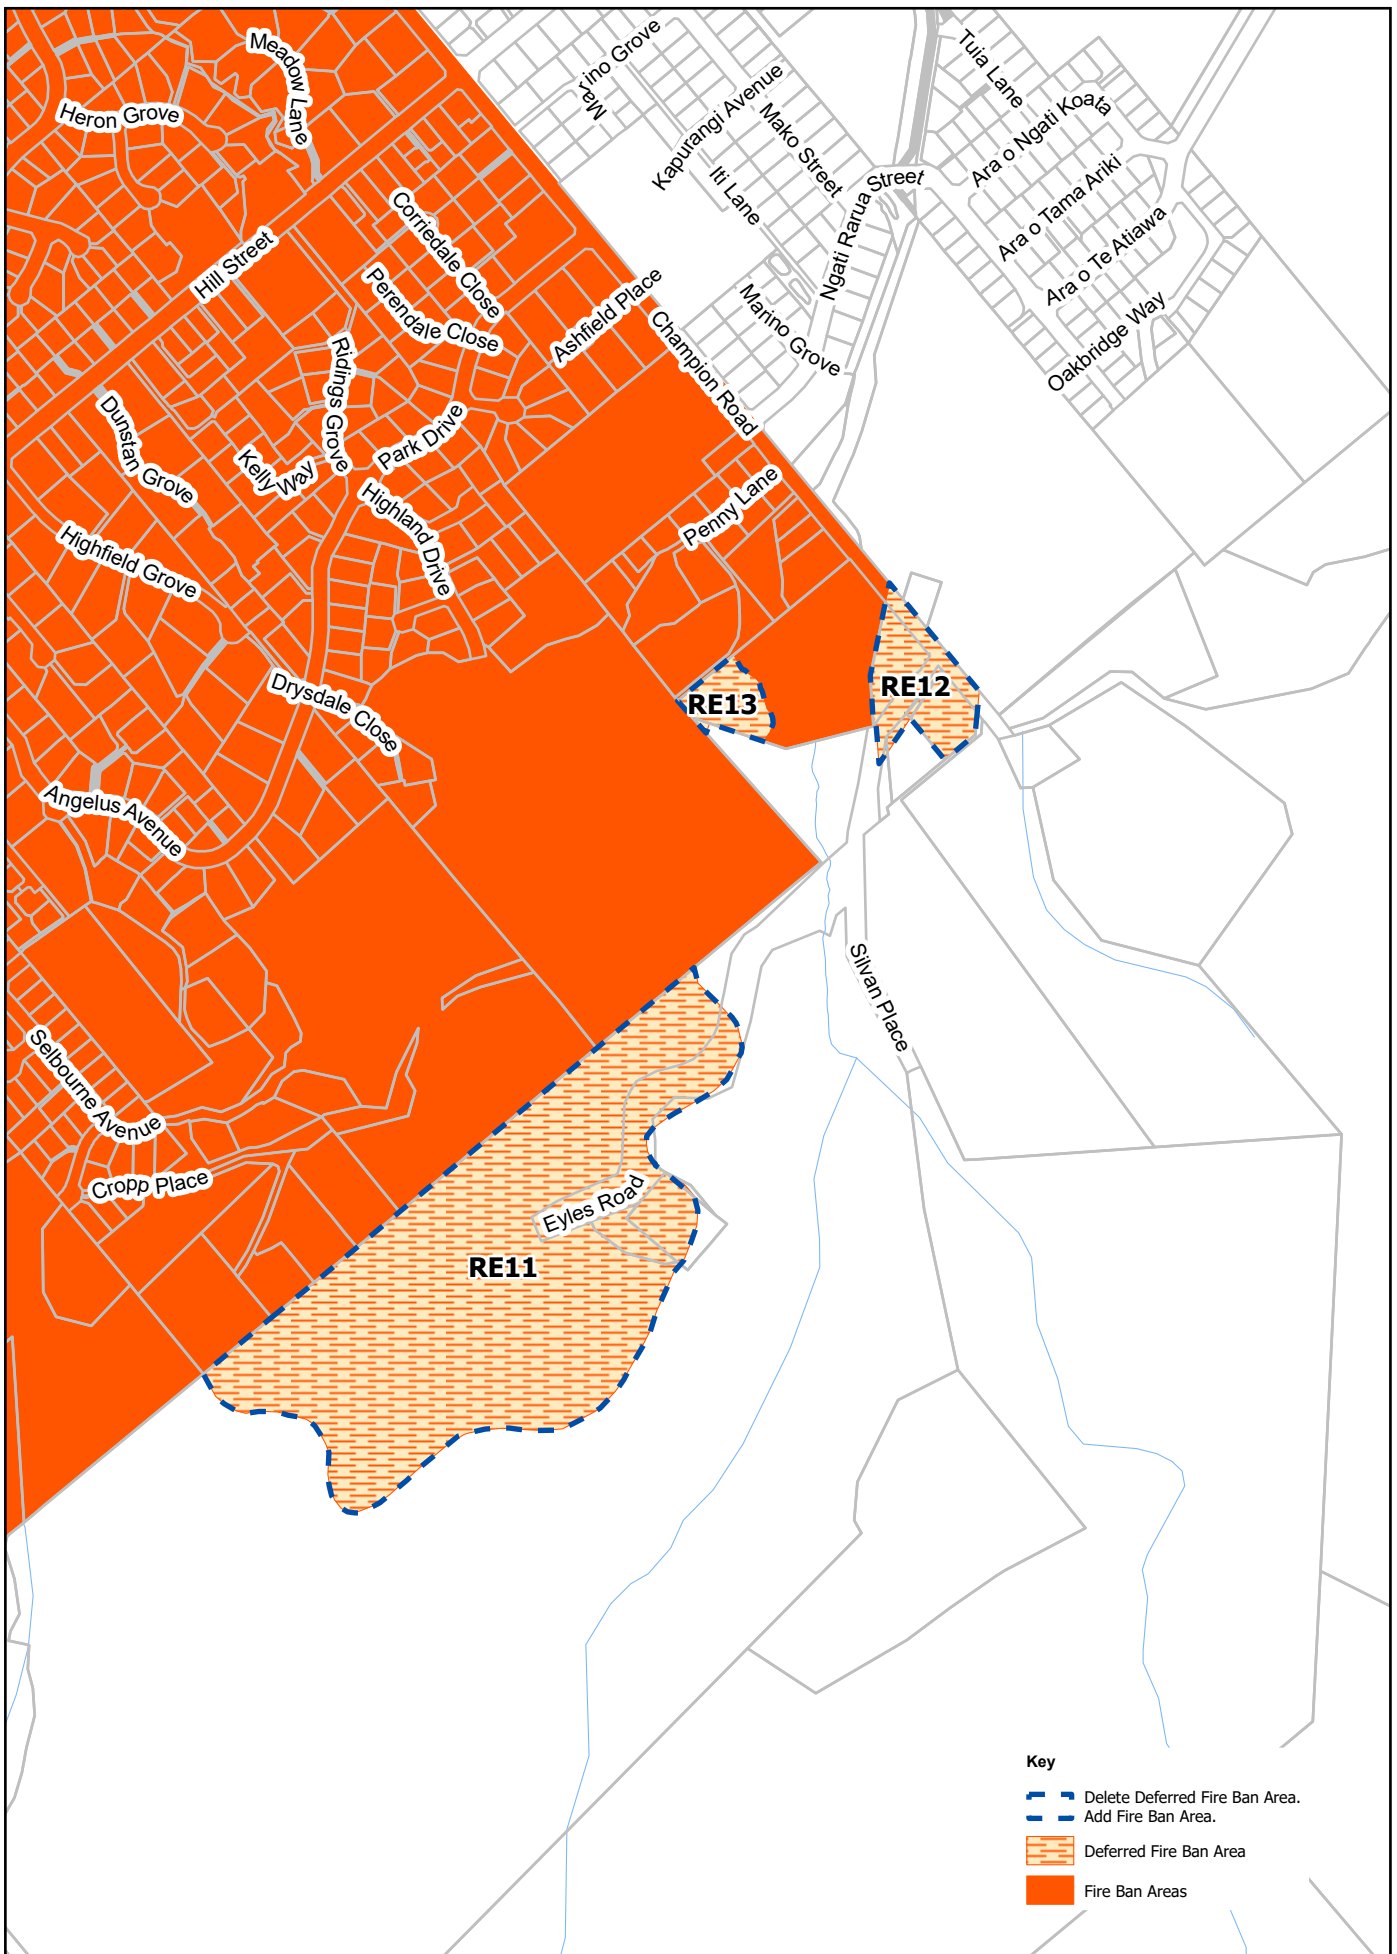 Meadow Lane
Heron Grove
Marino Grove
Kapurangi Avenue
Mako Street
Iti Lane
Tuia Lane
Ara o Ngati Koata
Ara o Tama Ariki
Ara o Te Atiawa
Oakbridge Way
Ngati Rarua Street
Marino Grove
Hill Street
Corriedale Close
Perendale Close
Ashfield Place
Champion Road
Ridings Grove
Dunstan Grove
Kelly Way
Park Drive
Highland Drive
Penny Lane
Highfield Grove
Drysdale Close
RE13
RE12
Angelus Avenue
Silvan Place
Selbourne Avenue
Cropp Place
Eyles Road
RE11
Key
Delete Deferred Fire Ban Area.
Add Fire Ban Area.
Deferred Fire Ban Area
Fire Ban Areas